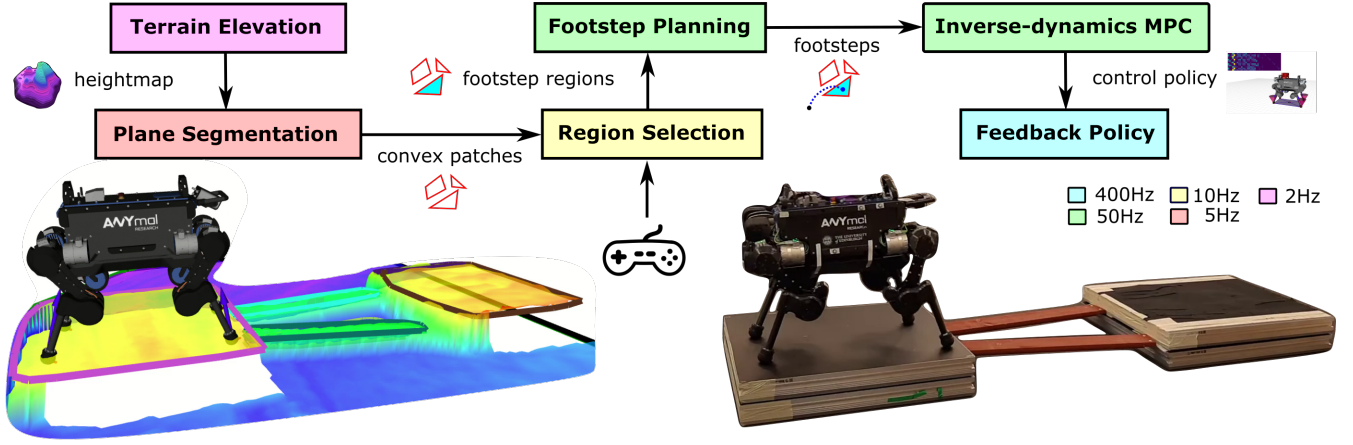 Terrain Elevation
Footstep Planning
Inverse-dynamics MPC
heightmap
footstep regions
footsteps
control policy
Plane Segmentation
convex patches
Region Selection
Feedback Policy
400Hz
10Hz
2Hz
50Hz
5Hz
ANYmal
RESEARCH
ANYmal
RESEARCH